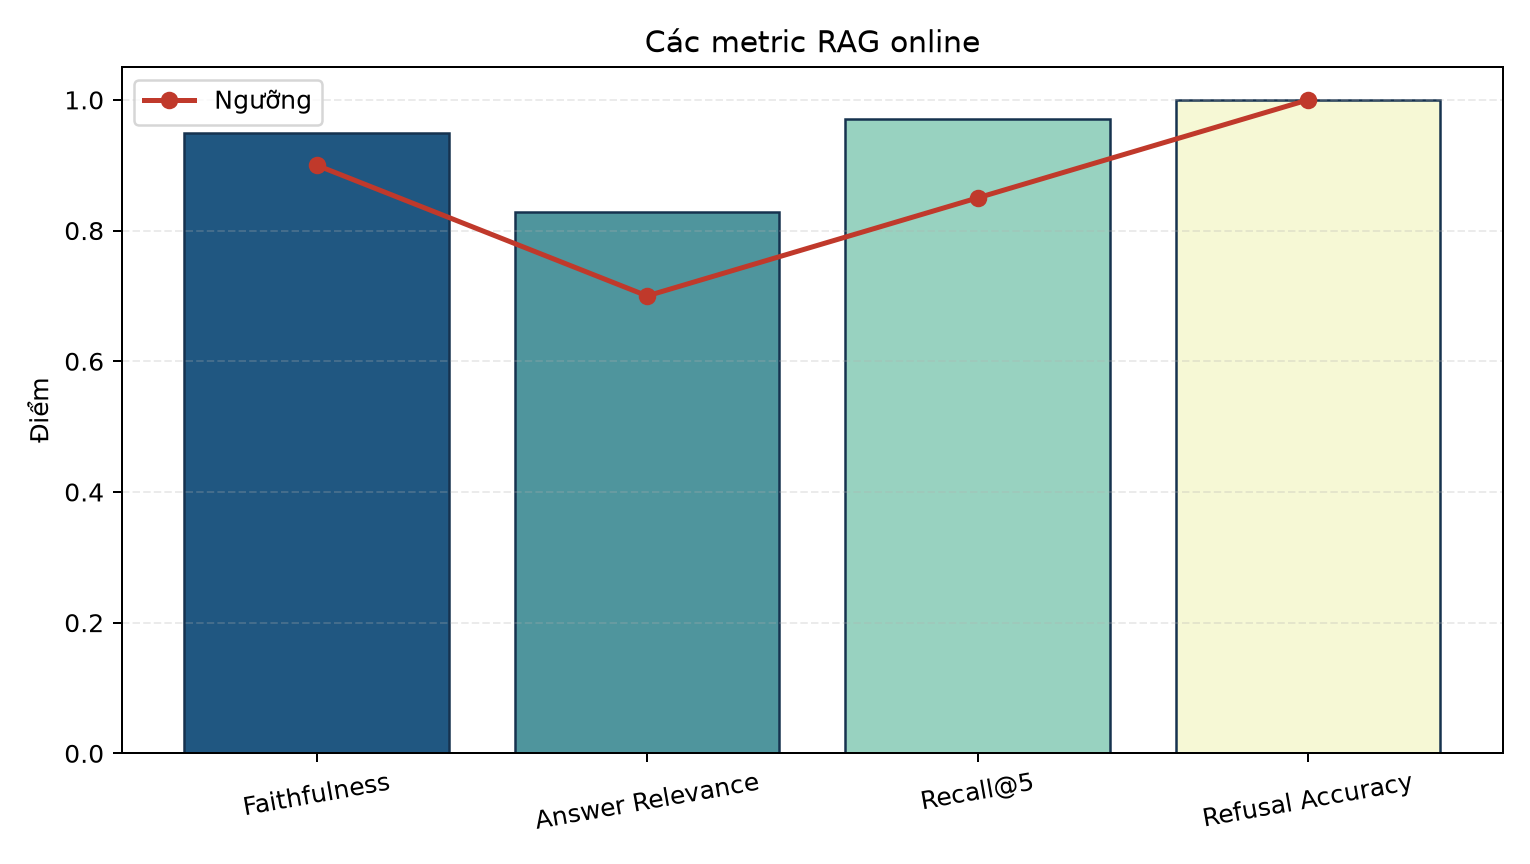 Các metric RAG online
Ngưỡng
Điểm
1.0
0.8
0.6
0.4
0.2
0.0
Faithfulness
Answer Relevance
Recall@5
Refusal Accuracy